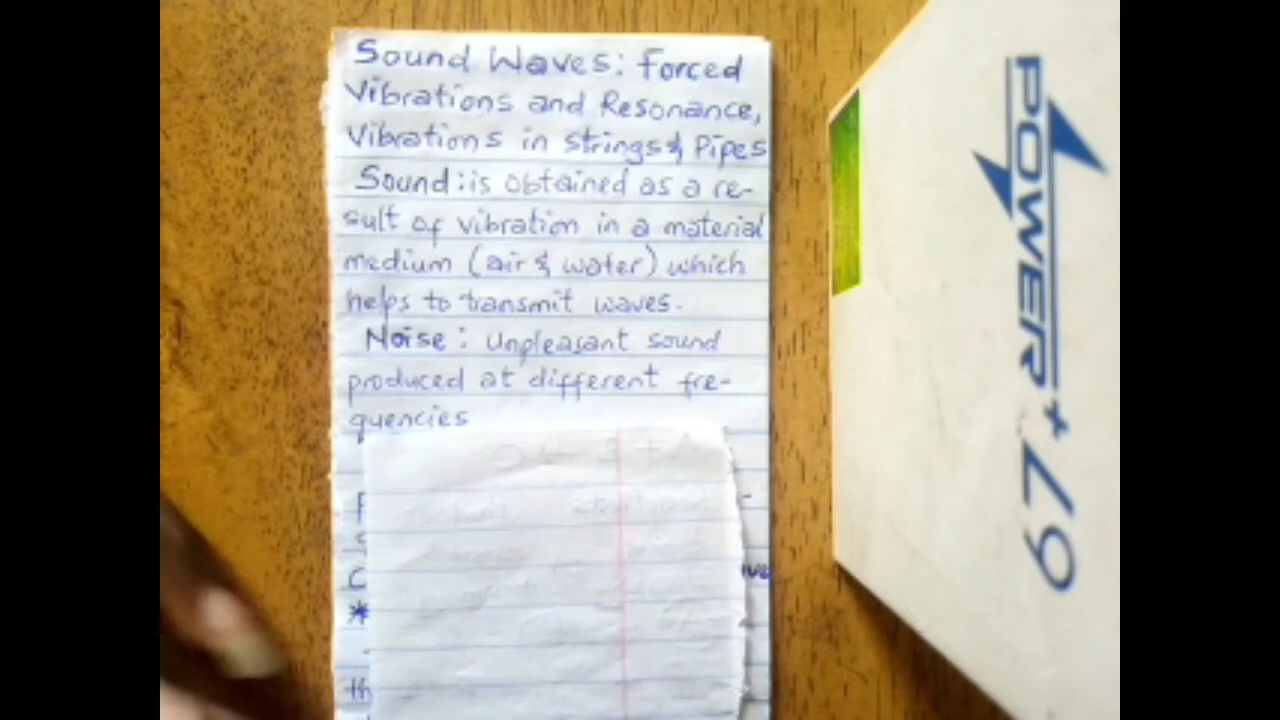 Sound Waves: Forced
Vibrations and Resonance,
Vibrations in Strings & Pipes
Sound: is obtained as a re-
sult of vibration in a material
medium (air & water) which
helps to transmit waves.
Noise: Unpleasant sound
produced at different fre-
quencies
POWER+ L9